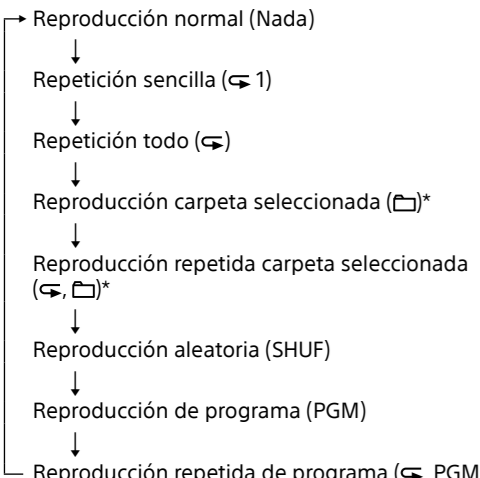 Reproducción normal (Nada)
Repetición sencilla (1)
Repetición todo ()
Reproducción carpeta seleccionada ()*
Reproducción repetida carpeta seleccionada
(, )*
Reproducción aleatoria (SHUF)
Reproducción de programa (PGM)
Reproducción repetida de programa (, PGM